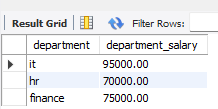 Result Grid Filter Rows:
department department_salary
it 95000.00
hr 70000.00
finance 75000.00